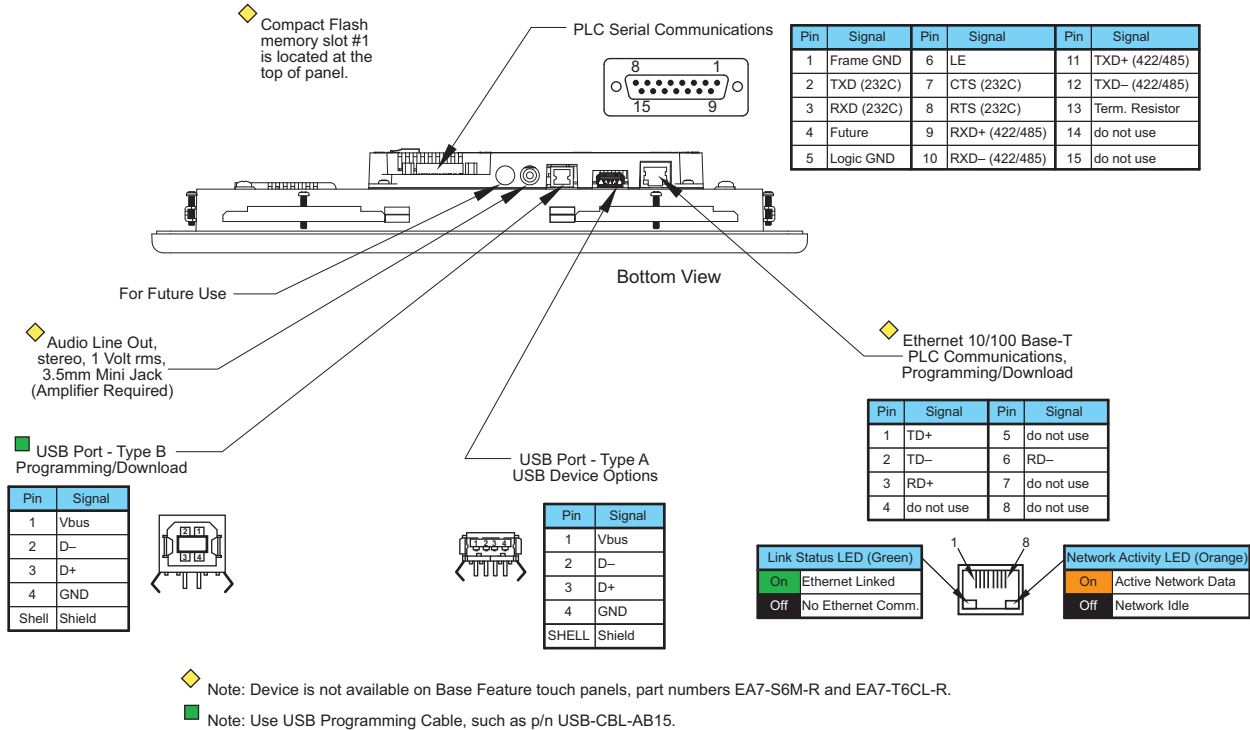 Compact Flash
memory slot #1
is located at the
top of panel.
PLC Serial Communications
8 1
15 9
Pin Signal Pin Signal Pin Signal
1 Frame GND 6 LE 11 TXD+ (422/485)
2 TXD (232C) 7 CTS (232C) 12 TXD– (422/485)
3 RXD (232C) 8 RTS (232C) 13 Term. Resistor
4 Future 9 RXD+ (422/485) 14 do not use
5 Logic GND 10 RXD– (422/485) 15 do not use
Bottom View
For Future Use
Audio Line Out,
stereo, 1 Volt rms,
3.5mm Mini Jack
(Amplifier Required)
Ethernet 10/100 Base-T
PLC Communications,
Programming/Download
Pin Signal Pin Signal
1 TD+ 5 do not use
2 TD– 6 RD–
3 RD+ 7 do not use
4 do not use 8 do not use
USB Port - Type B
Programming/Download
Pin Signal
1 Vbus
2 D–
3 D+
4 GND
Shell Shield
2 1
3 4
USB Port - Type A
USB Device Options
1 2 3 4
Pin Signal
1 Vbus
2 D–
3 D+
4 GND
SHELL Shield
Link Status LED (Green)
On Ethernet Linked
Off No Ethernet Comm.
1 8
Network Activity LED (Orange)
On Active Network Data
Off Network Idle
Note: Device is not available on Base Feature touch panels, part numbers EA7-S6M-R and EA7-T6CL-R.
Note: Use USB Programming Cable, such as p/n USB-CBL-AB15.